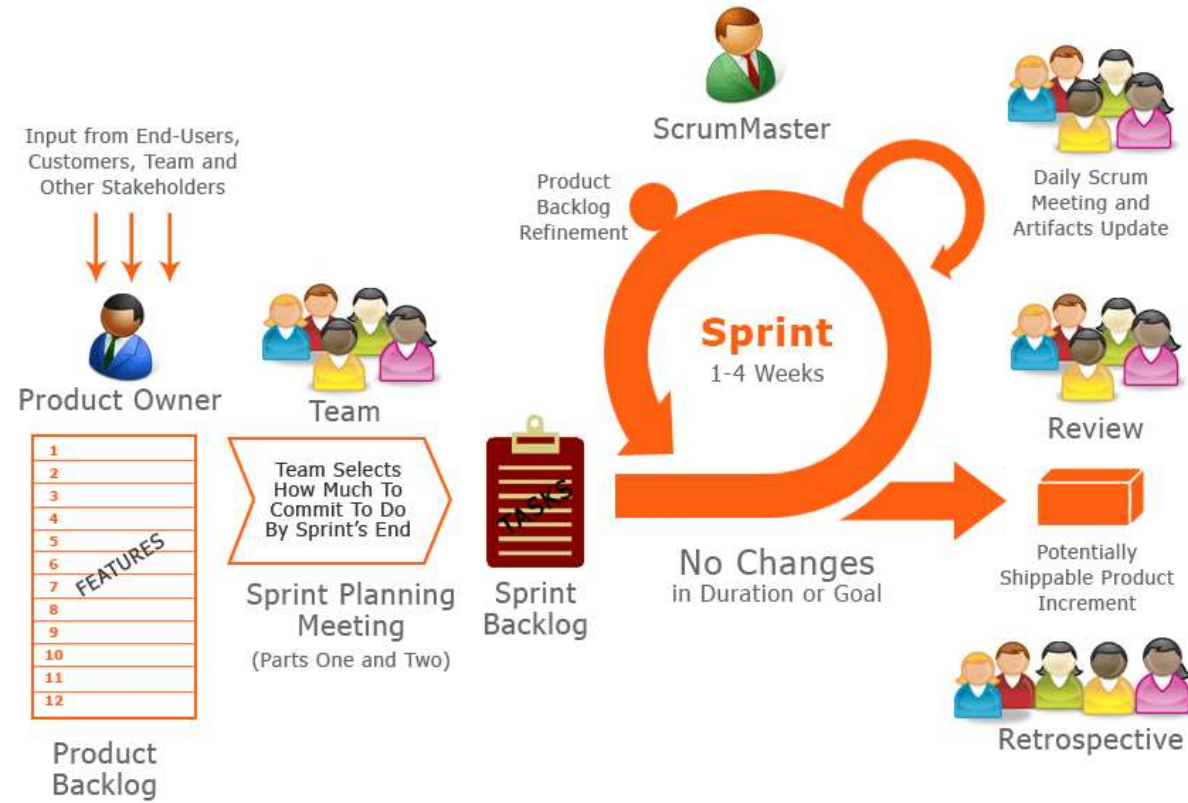 Input from End-Users,
Customers, Team and
Other Stakeholders
Product Owner
1
2
3
4
5
6
7
8
9
10
11
12
FEATURES
Product
Backlog
Team
Team Selects
How Much To
Commit To Do
By Sprint's End
Sprint Planning
Meeting
(Parts One and Two)
TASKS
Sprint
Backlog
ScrumMaster
Product
Backlog
Refinement
Sprint
1-4 Weeks
No Changes
in Duration or Goal
Daily Scrum
Meeting and
Artifacts Update
Review
Potentially
Shippable Product
Increment
Retrospective